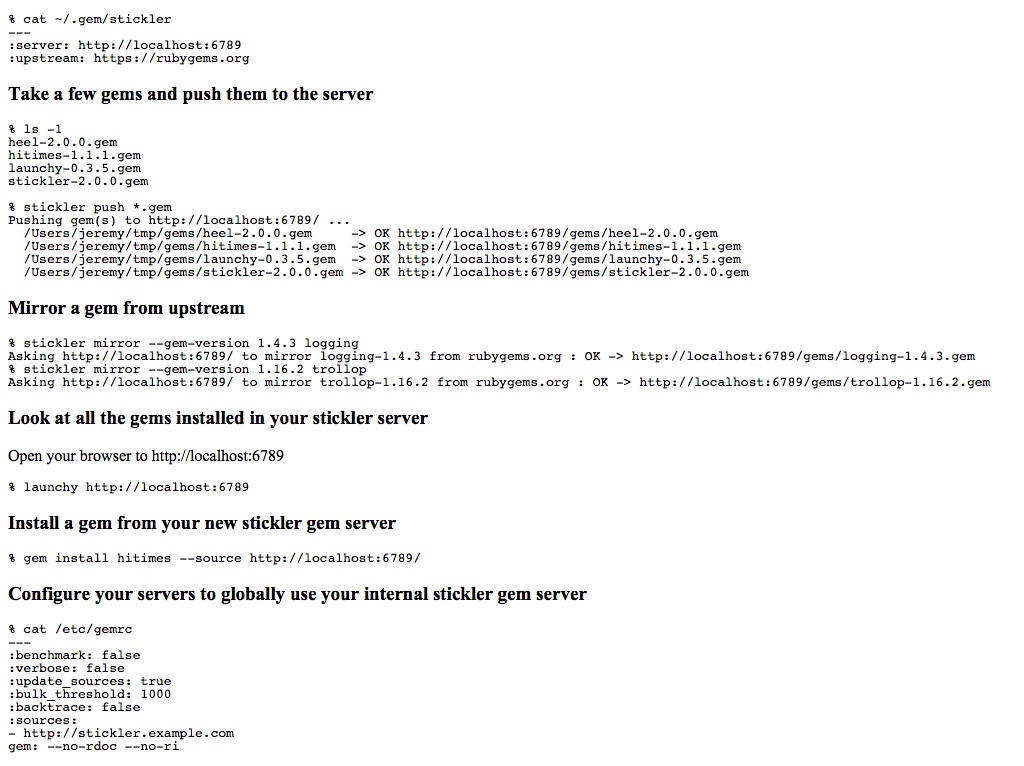 % cat ~/.gem/stickler
---
:server: http://localhost:6789
:upstream: https://rubygems.org
Take a few gems and push them to the server
% ls -1
heel-2.0.0.gem
hitimes-1.1.1.gem
launchy-0.3.5.gem
stickler-2.0.0.gem
% stickler push *.gem
Pushing gem(s) to http://localhost:6789/ ...
  /Users/jeremy/tmp/gems/heel-2.0.0.gem     -> OK http://localhost:6789/gems/heel-2.0.0.gem
  /Users/jeremy/tmp/gems/hitimes-1.1.1.gem  -> OK http://localhost:6789/gems/hitimes-1.1.1.gem
  /Users/jeremy/tmp/gems/launchy-0.3.5.gem  -> OK http://localhost:6789/gems/launchy-0.3.5.gem
  /Users/jeremy/tmp/gems/stickler-2.0.0.gem -> OK http://localhost:6789/gems/stickler-2.0.0.gem
Mirror a gem from upstream
% stickler mirror --gem-version 1.4.3 logging
Asking http://localhost:6789/ to mirror logging-1.4.3 from rubygems.org : OK -> http://localhost:6789/gems/logging-1.4.3.gem
% stickler mirror --gem-version 1.16.2 trollop
Asking http://localhost:6789/ to mirror trollop-1.16.2 from rubygems.org : OK -> http://localhost:6789/gems/trollop-1.16.2.gem
Look at all the gems installed in your stickler server
Open your browser to http://localhost:6789
% launchy http://localhost:6789
Install a gem from your new stickler gem server
% gem install hitimes --source http://localhost:6789/
Configure your servers to globally use your internal stickler gem server
% cat /etc/gemrc
---
:benchmark: false
:verbose: false
:update_sources: true
:bulk_threshold: 1000
:backtrace: false
:sources:
- http://stickler.example.com
gem: --no-rdoc --no-ri